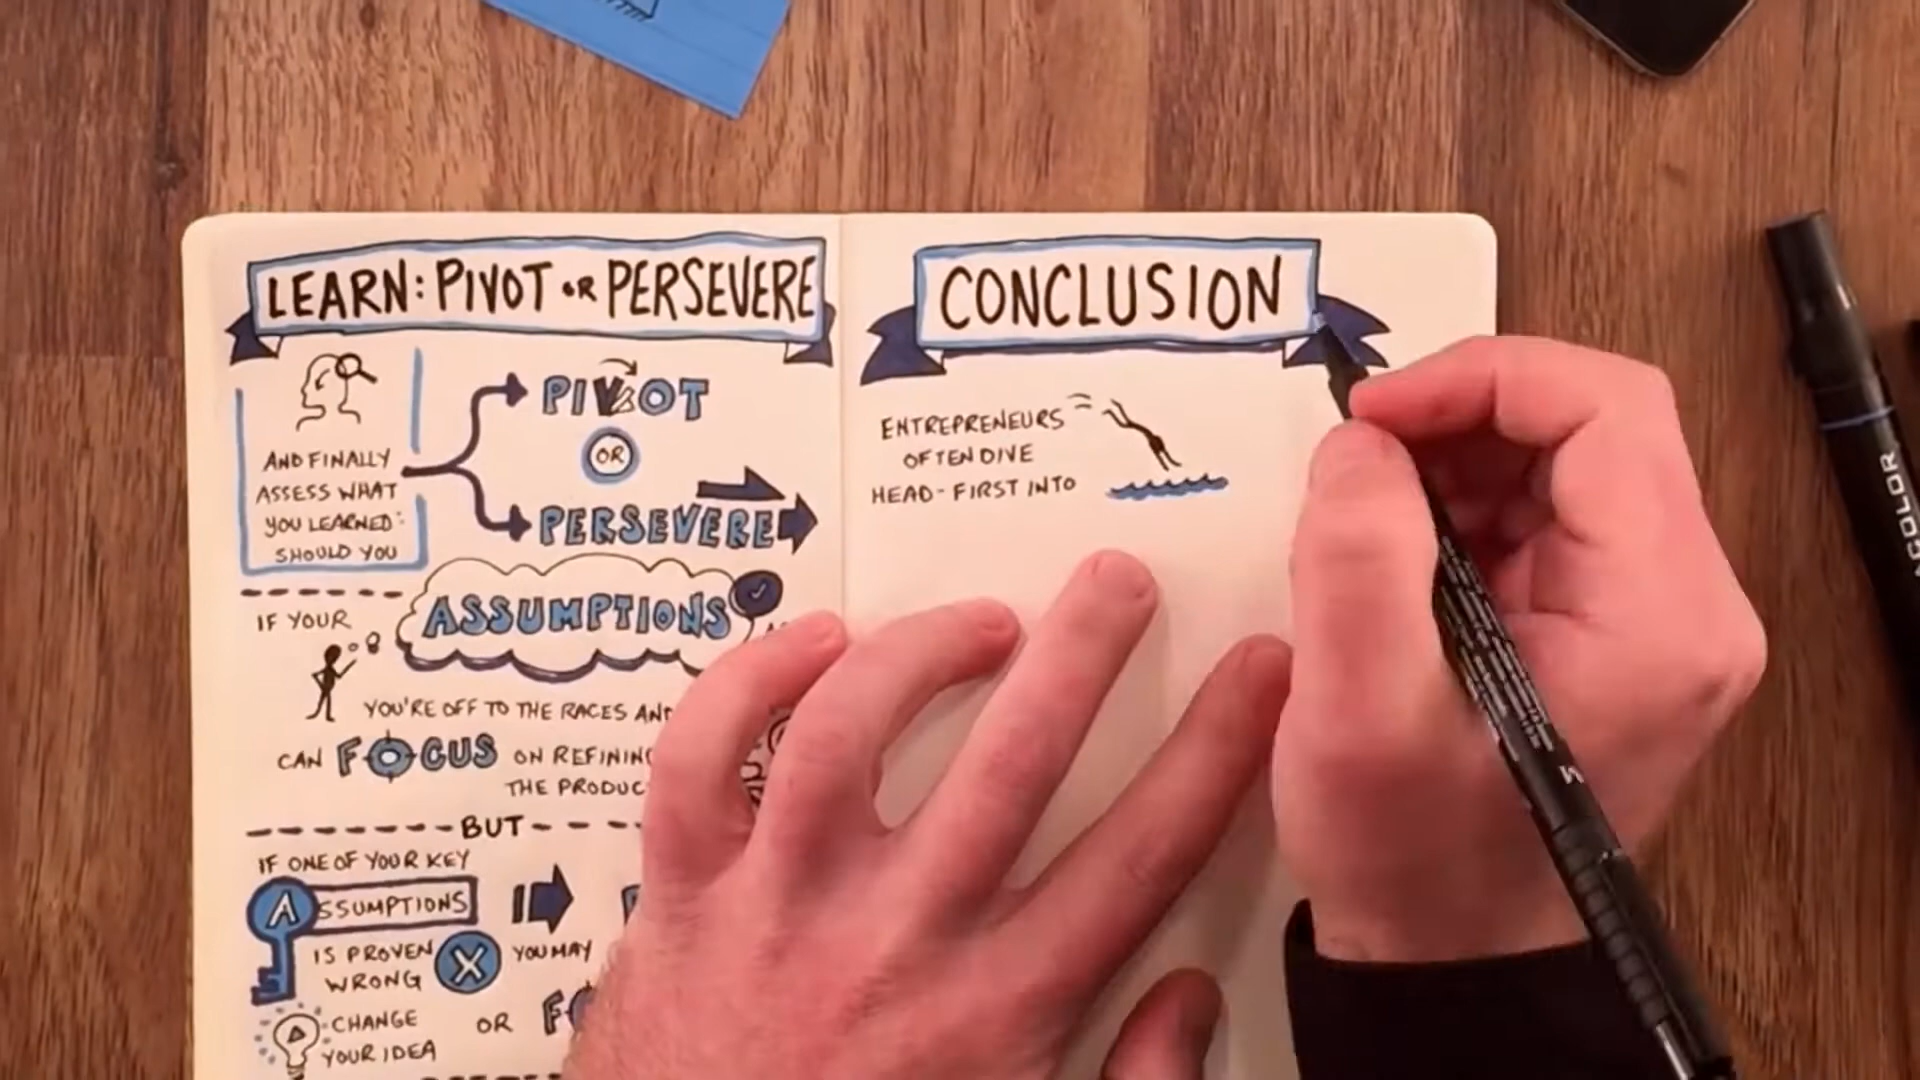 LEARN: PIVOT OR PERSEVERE
AND FINALLY
ASSESS WHAT
YOU LEARNED:
SHOULD YOU
PIVOT
OR
PERSEVERE
IF YOUR
ASSUMPTIONS
YOU'RE OFF TO THE RACES AND
CAN FOCUS ON REFINING
THE PRODUC
BUT
IF ONE OF YOUR KEY
ASSUMPTIONS
IS PROVEN
WRONG
X
YOU MAY
CHANGE
YOUR IDEA
OR
CONCLUSION
ENTREPRENEURS
OFTEN DIVE
HEAD-FIRST INTO
M